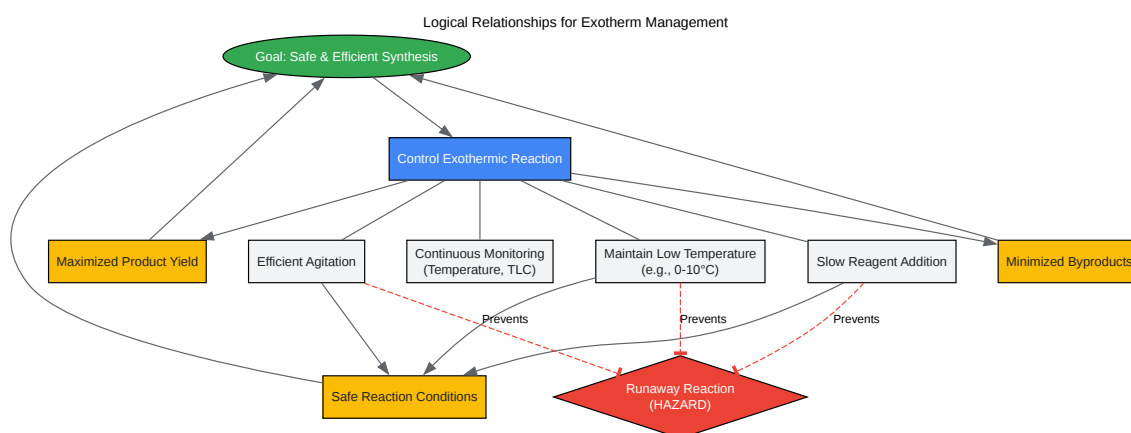 Logical Relationships for Exotherm Management
Goal: Safe & Efficient Synthesis
Control Exothermic Reaction
Maximized Product Yield
Efficient Agitation
Continuous Monitoring
(Temperature, TLC)
Maintain Low Temperature
(e.g., 0-10°C)
Slow Reagent Addition
Minimized Byproducts
Prevents
Prevents
Prevents
Safe Reaction Conditions
Runaway Reaction
(HAZARD)